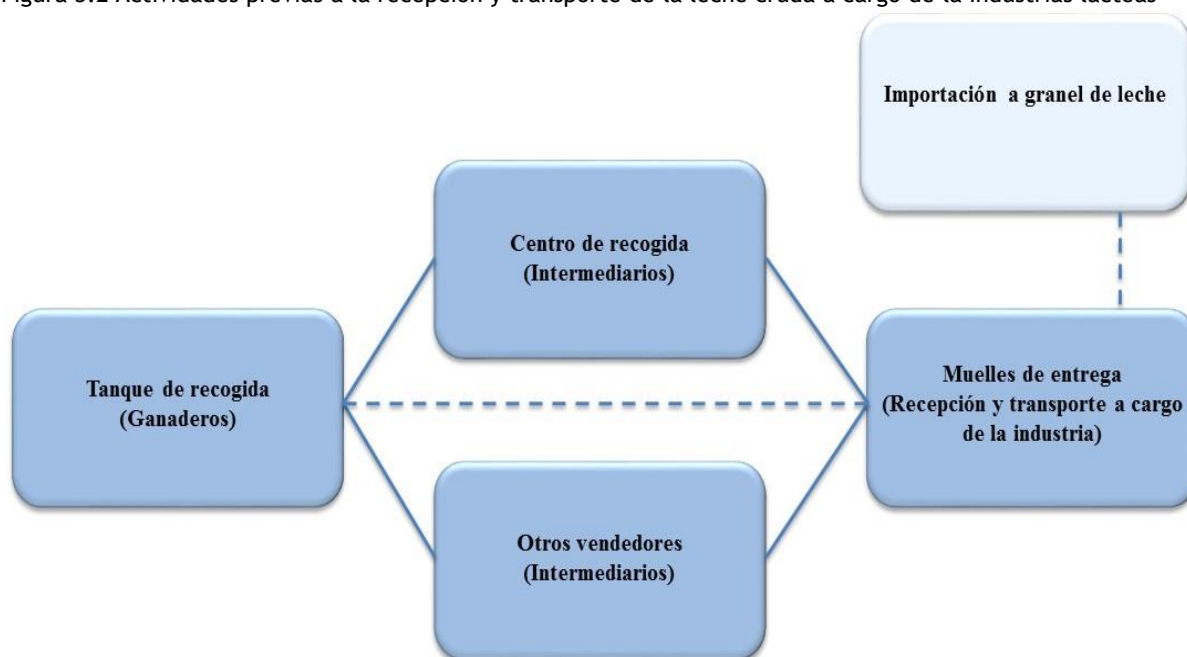 Figura 3.2 Actividades previas a la recepción y transporte de la leche cruda a cargo de la industrias lácteas
Importación a granel de leche
Centro de recogida
(Intermediarios)
Tanque de recogida
(Ganaderos)
Muelles de entrega
(Recepción y transporte a cargo
de la industria)
Otros vendedores
(Intermediarios)